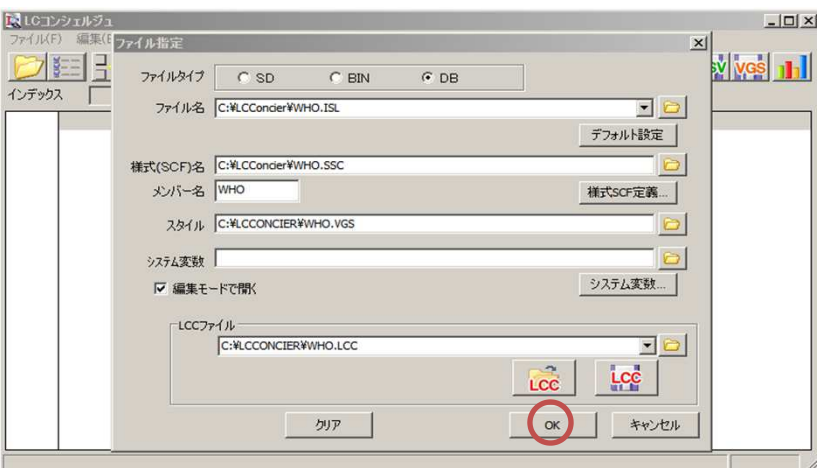 LCコンシェルジュ
ファイル(F) 編集(E
ファイル指定
SV VGS
インデックス
ファイルタイプ SD BIN DB
ファイル名 C:¥LCConcier¥WHO.ISL
デフォルト設定
様式(SCF)名 C:¥LCConcier¥WHO.SSC
メンバー名 WHO 様式SCF定義...
スタイル C:¥LCCONCIER¥WHO.VGS
システム変数
編集モードで開く システム変数...
LCCファイル
C:¥LCCONCIER¥WHO.LCC
LCC LCC
クリア OK キャンセル